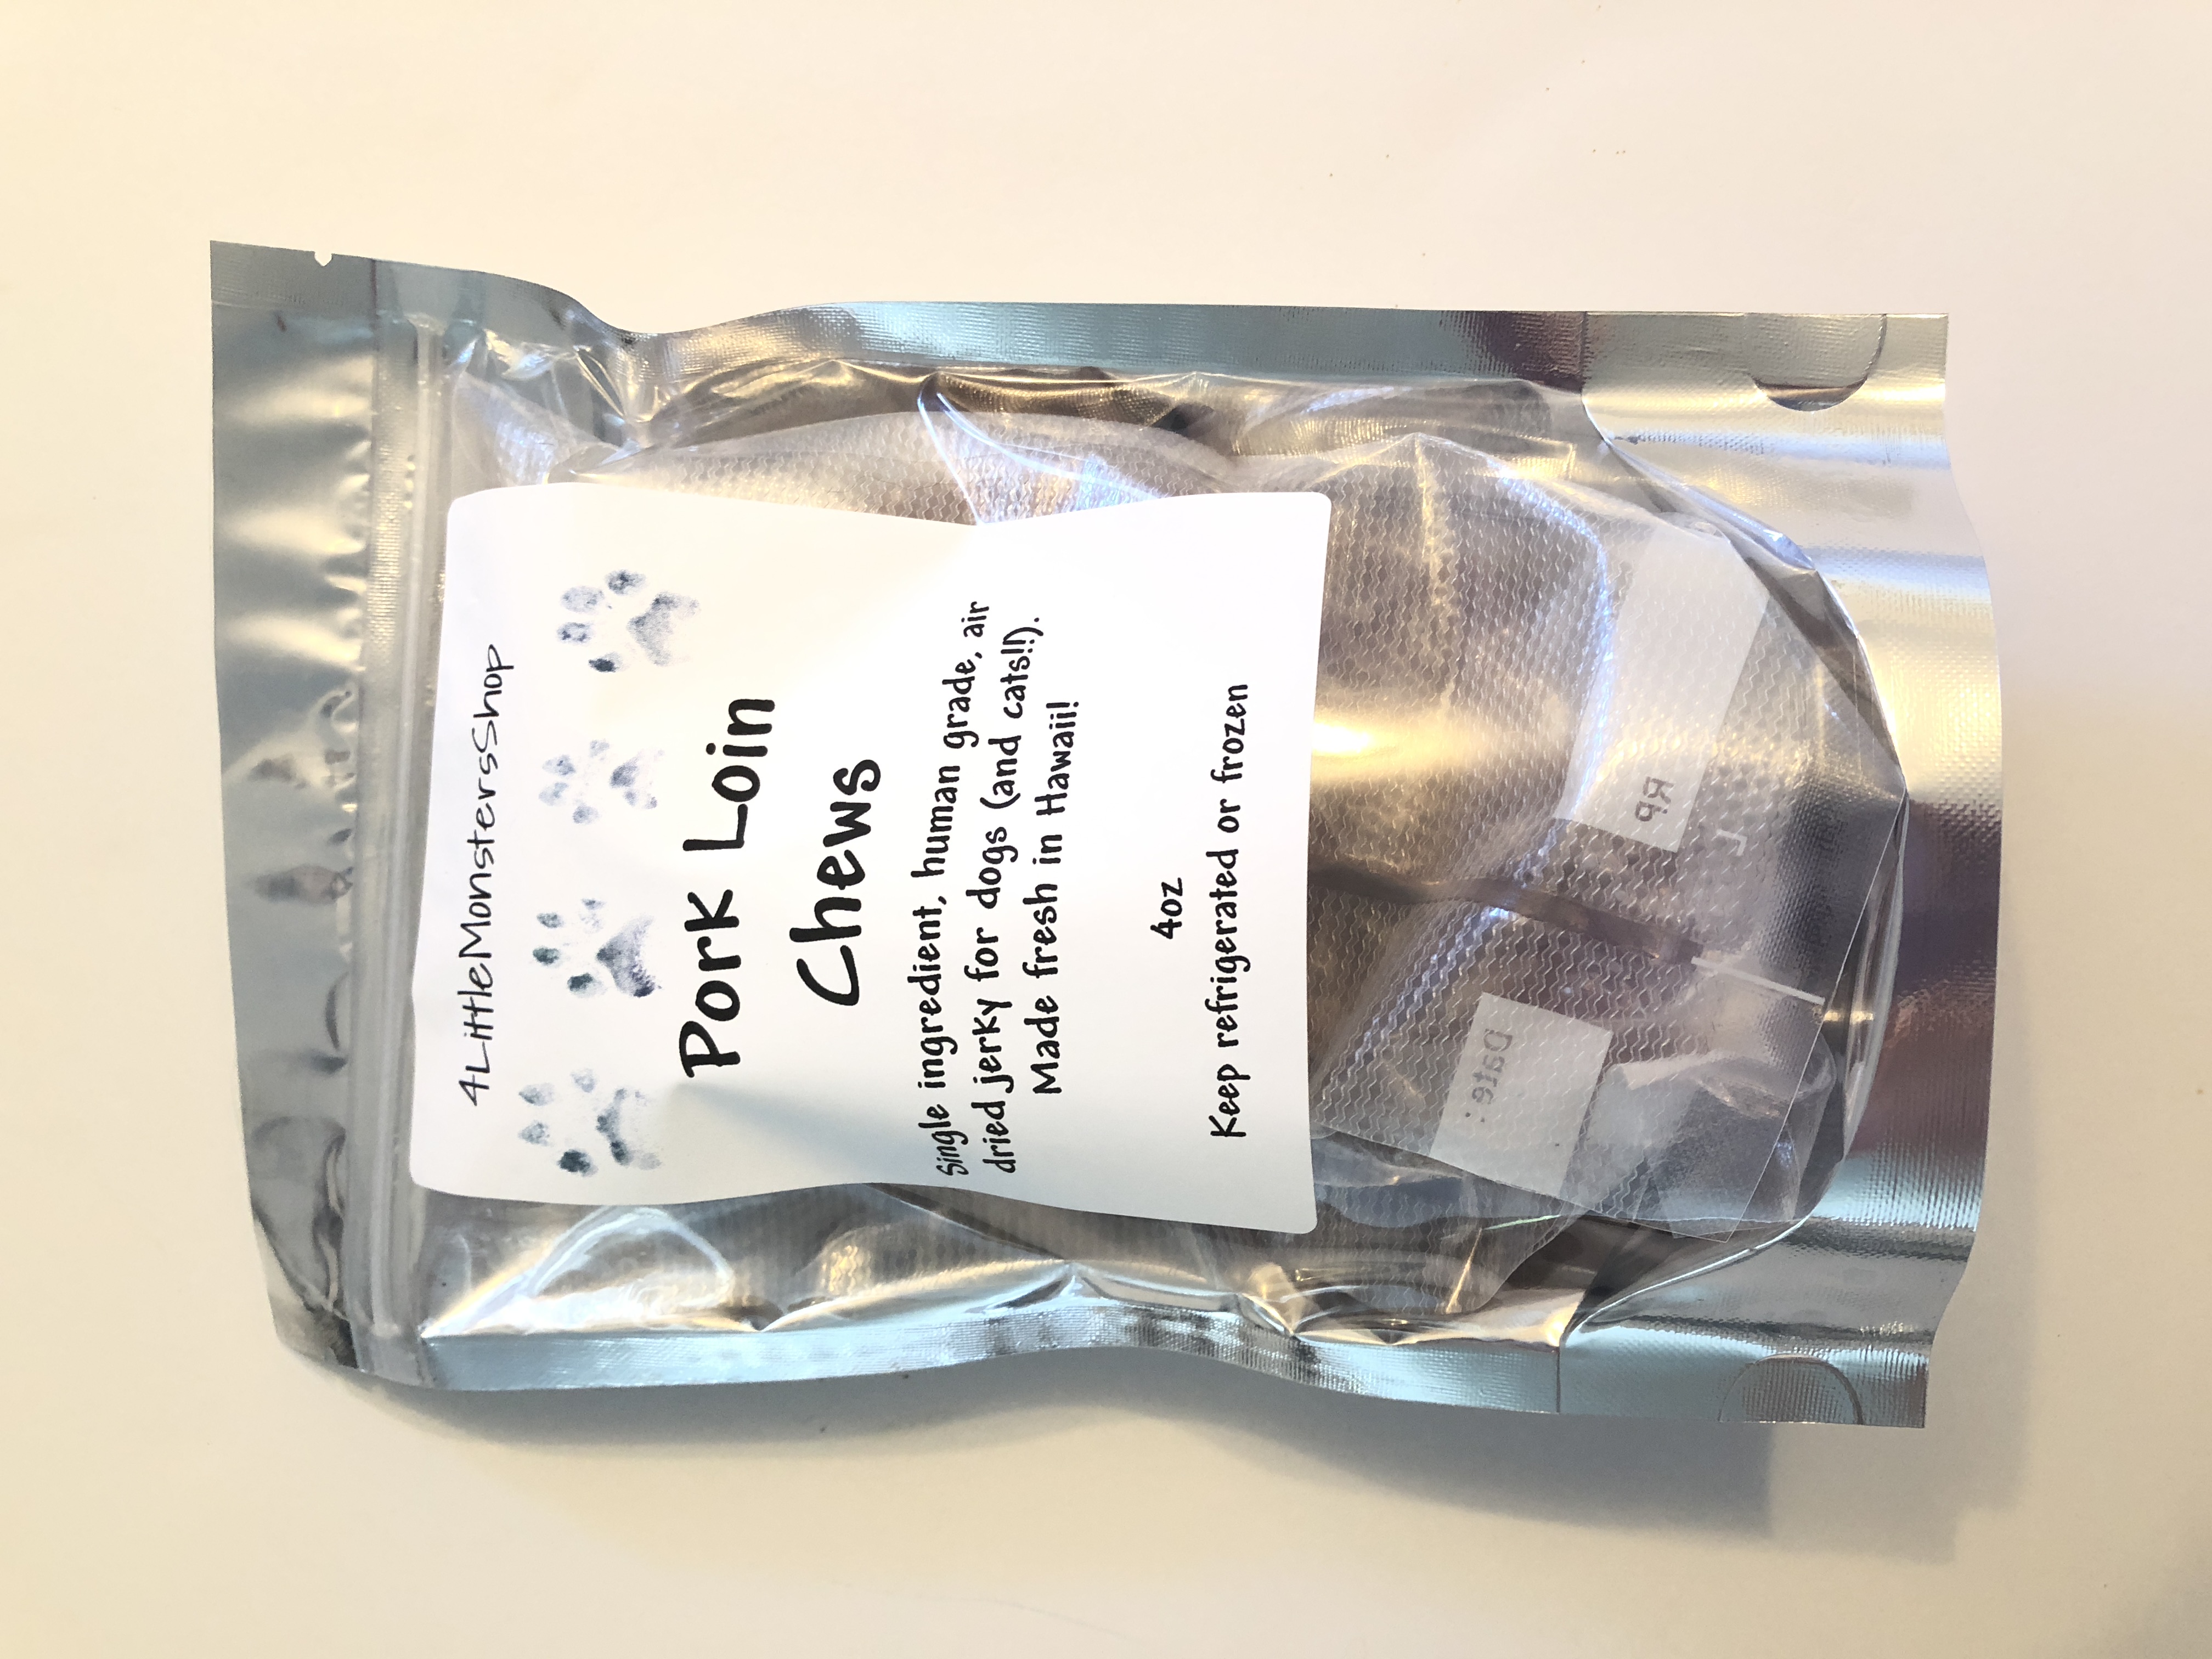 4LittleMonstersShop
Pork Loin
Chews
Single ingredient, human grade, air
dried jerky for dogs (and cats!!).
Made fresh in Hawaii!
4oz
Keep refrigerated or frozen
Date: